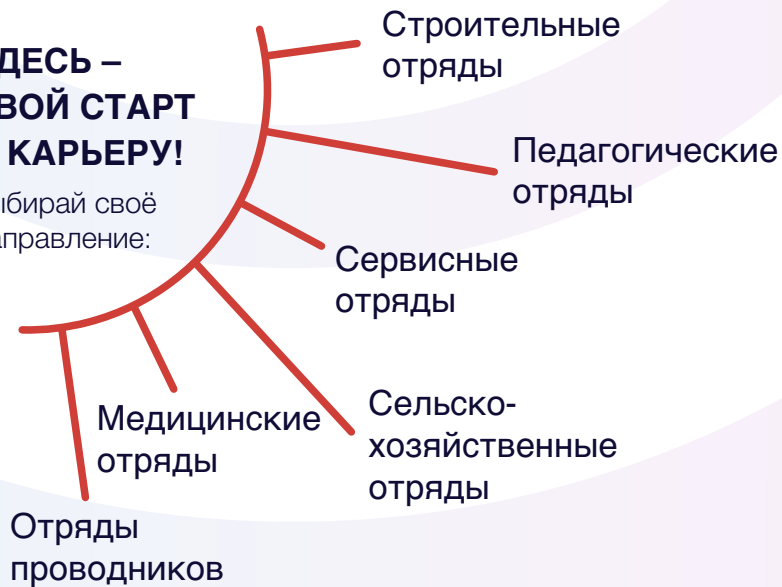 ДЕСЬ –
ВОЙ СТАРТ
КАРЬЕРУ!
ыбирай своё
аправление:
Строительные
отряды
Педагогические
отряды
Сервисные
отряды
Сельско-
хозяйственные
отряды
Медицинские
отряды
Отряды
проводников